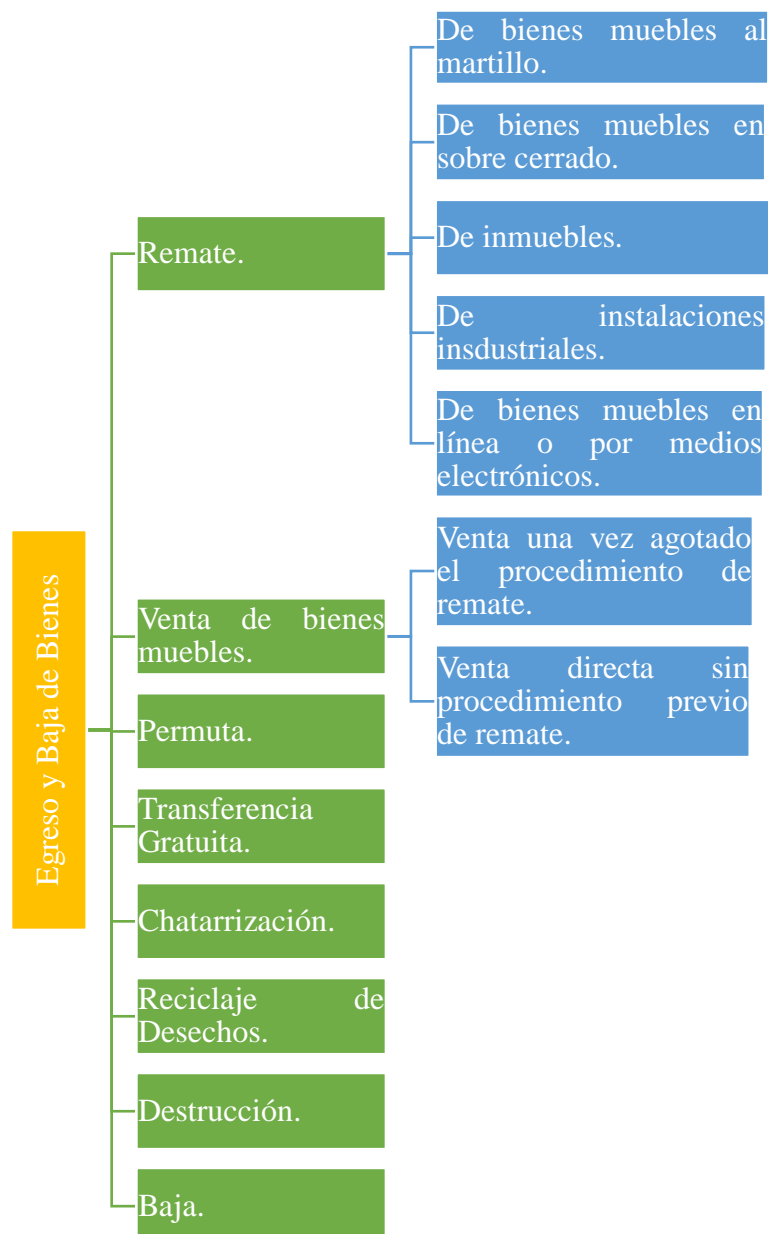 Egreso y Baja de Bienes
Remate.
De bienes muebles al
martillo.
De bienes muebles en
sobre cerrado.
De inmuebles.
De instalaciones
insdustriales.
De bienes muebles en
línea o por medios
electrónicos.
Venta de bienes
muebles.
Venta una vez agotado
el procedimiento de
remate.
Venta directa sin
procedimiento previo
de remate.
Permuta.
Transferencia
Gratuita.
Chatarrización.
Reciclaje de
Desechos.
Destrucción.
Baja.